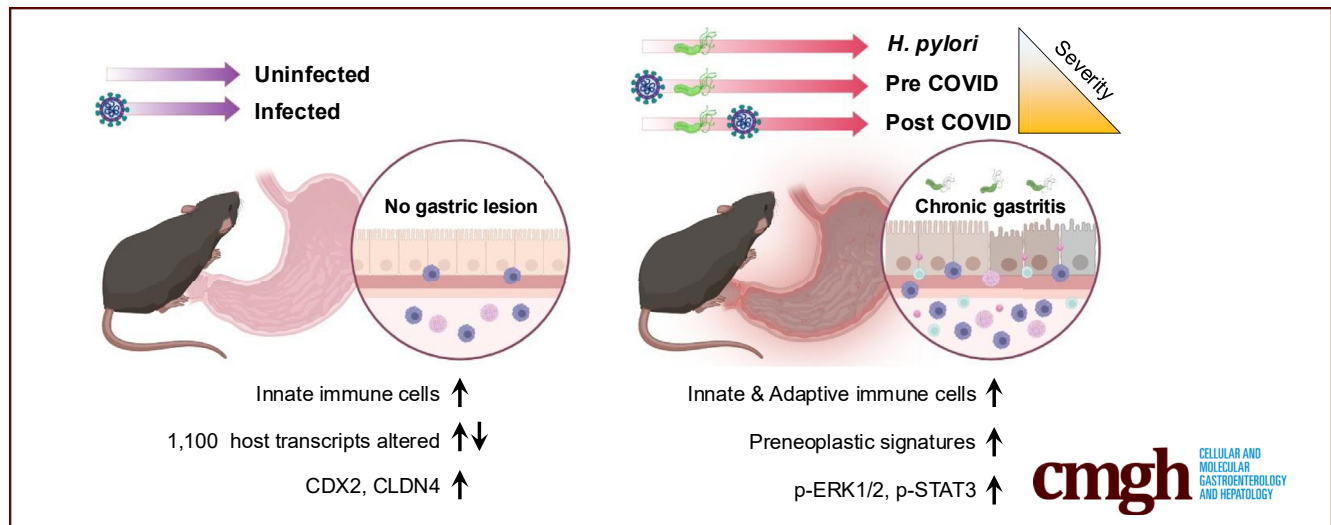 Uninfected
Infected
No gastric lesion
Innate immune cells
1,100 host transcripts altered
CDX2, CLDN4
H. pylori
Pre COVID
Post COVID
Severity
Chronic gastritis
Innate & Adaptive immune cells
Preneoplastic signatures
p-ERK1/2, p-STAT3
cmgh
CELLULAR AND
MOLECULAR
GASTROENTEROLOGY
AND HEPATOLOGY